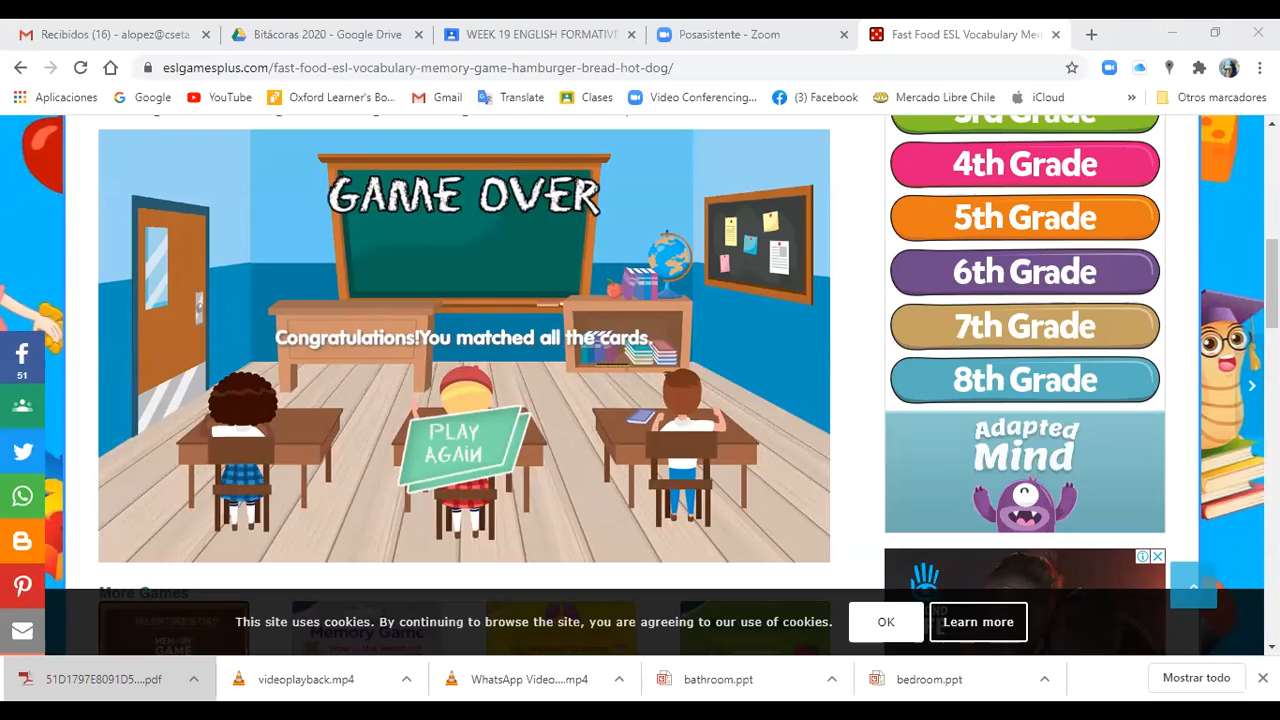 Recibidos (16) - alopez@csrta
Bitácoras 2020 - Google Drive
WEEK 19 ENGLISH FORMATIVE
Posasistente - Zoom
Fast Food ESL Vocabulary Mem
eslgamesplus.com/fast-food-esl-vocabulary-memory-game-hamburger-bread-hot-dog/
Aplicaciones
Google
YouTube
Oxford Learner's Bo...
Gmail
Translate
Clases
Video Conferencing...
(3) Facebook
Mercado Libre Chile
iCloud
»
Otros marcadores
3rd Grade
4th Grade
5th Grade
6th Grade
7th Grade
8th Grade
Adapted
Mind
GAME OVER
Congratulations!You matched all the cards.
PLAY
AGAIN
51
More Games
MEMORY
GAME
This site uses cookies. By continuing to browse the site, you are agreeing to our use of cookies.
OK
Learn more
51D1797E8091D5....pdf
videoplayback.mp4
WhatsApp Video....mp4
bathroom.ppt
bedroom.ppt
Mostrar todo